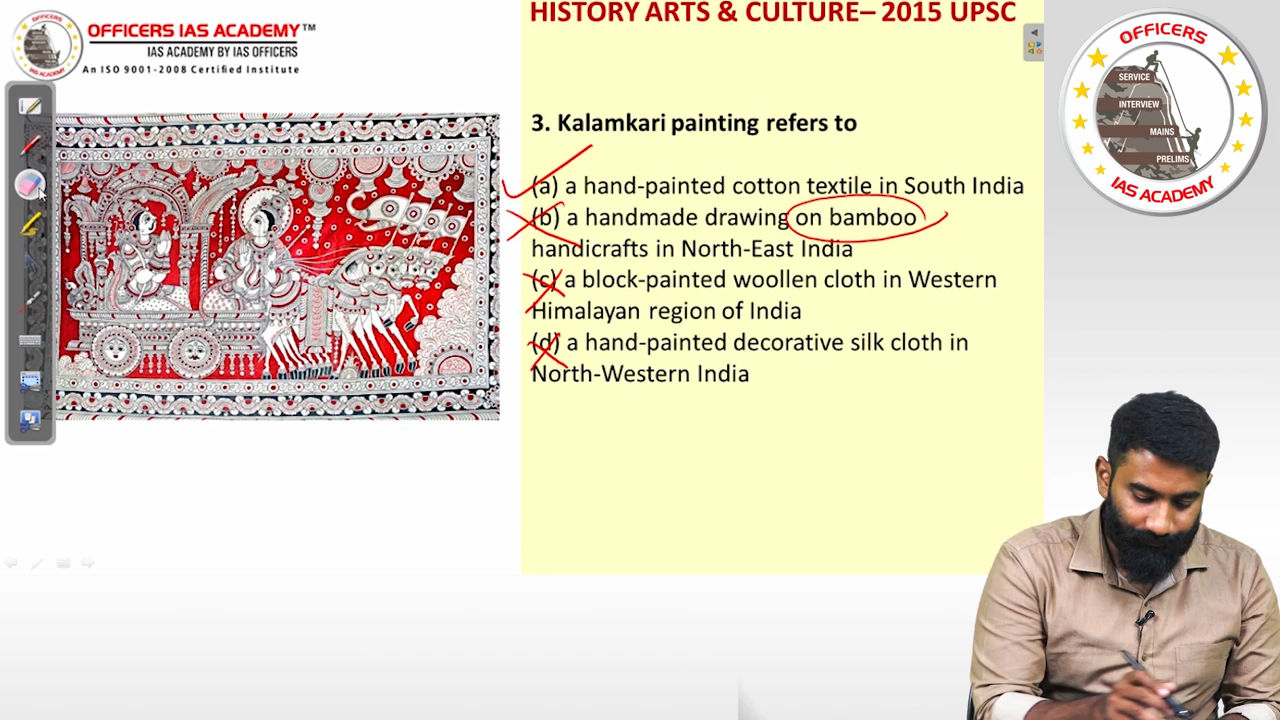 OFFICERS IAS ACADEMY™
IAS ACADEMY BY IAS OFFICERS
An ISO 9001-2008 Certified Institute
IAS ACADEMY
HISTORY ARTS & CULTURE– 2015 UPSC
3. Kalamkari painting refers to
(a) a hand-painted cotton textile in South India
(b) a handmade drawing on bamboo
handicrafts in North-East India
(c) a block-painted woollen cloth in Western
Himalayan region of India
(d) a hand-painted decorative silk cloth in
North-Western India
OFFICERS
SERVICE
INTERVIEW
MAINS
PRELIMS
IAS ACADEMY